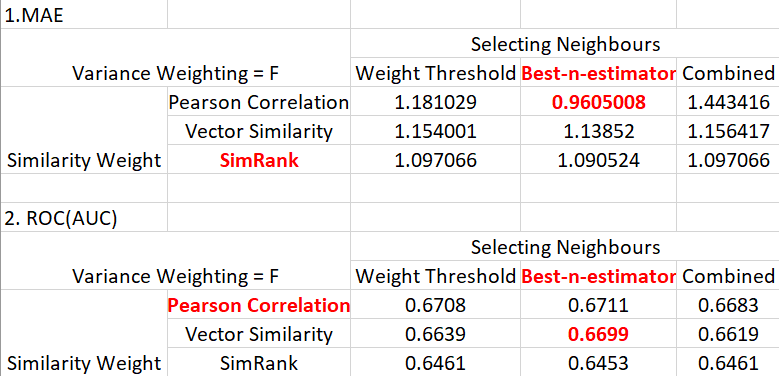 1.MAE
Selecting Neighbours
Variance Weighting = F Weight Threshold Best-n-estimator Combined
Pearson Correlation 1.181029 0.9605008 1.443416
Vector Similarity 1.154001 1.13852 1.156417
Similarity Weight SimRank 1.097066 1.090524 1.097066
2. ROC(AUC)
Selecting Neighbours
Variance Weighting = F Weight Threshold Best-n-estimator Combined
Pearson Correlation 0.6708 0.6711 0.6683
Vector Similarity 0.6639 0.6699 0.6619
Similarity Weight SimRank 0.6461 0.6453 0.6461